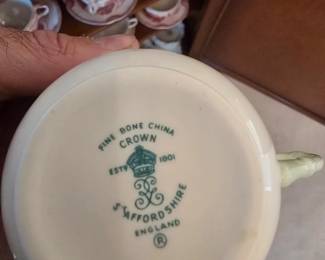 FINE BONE CHINA
CROWN
ESTD 1801
STAFFORDSHIRE
ENGLAND
®